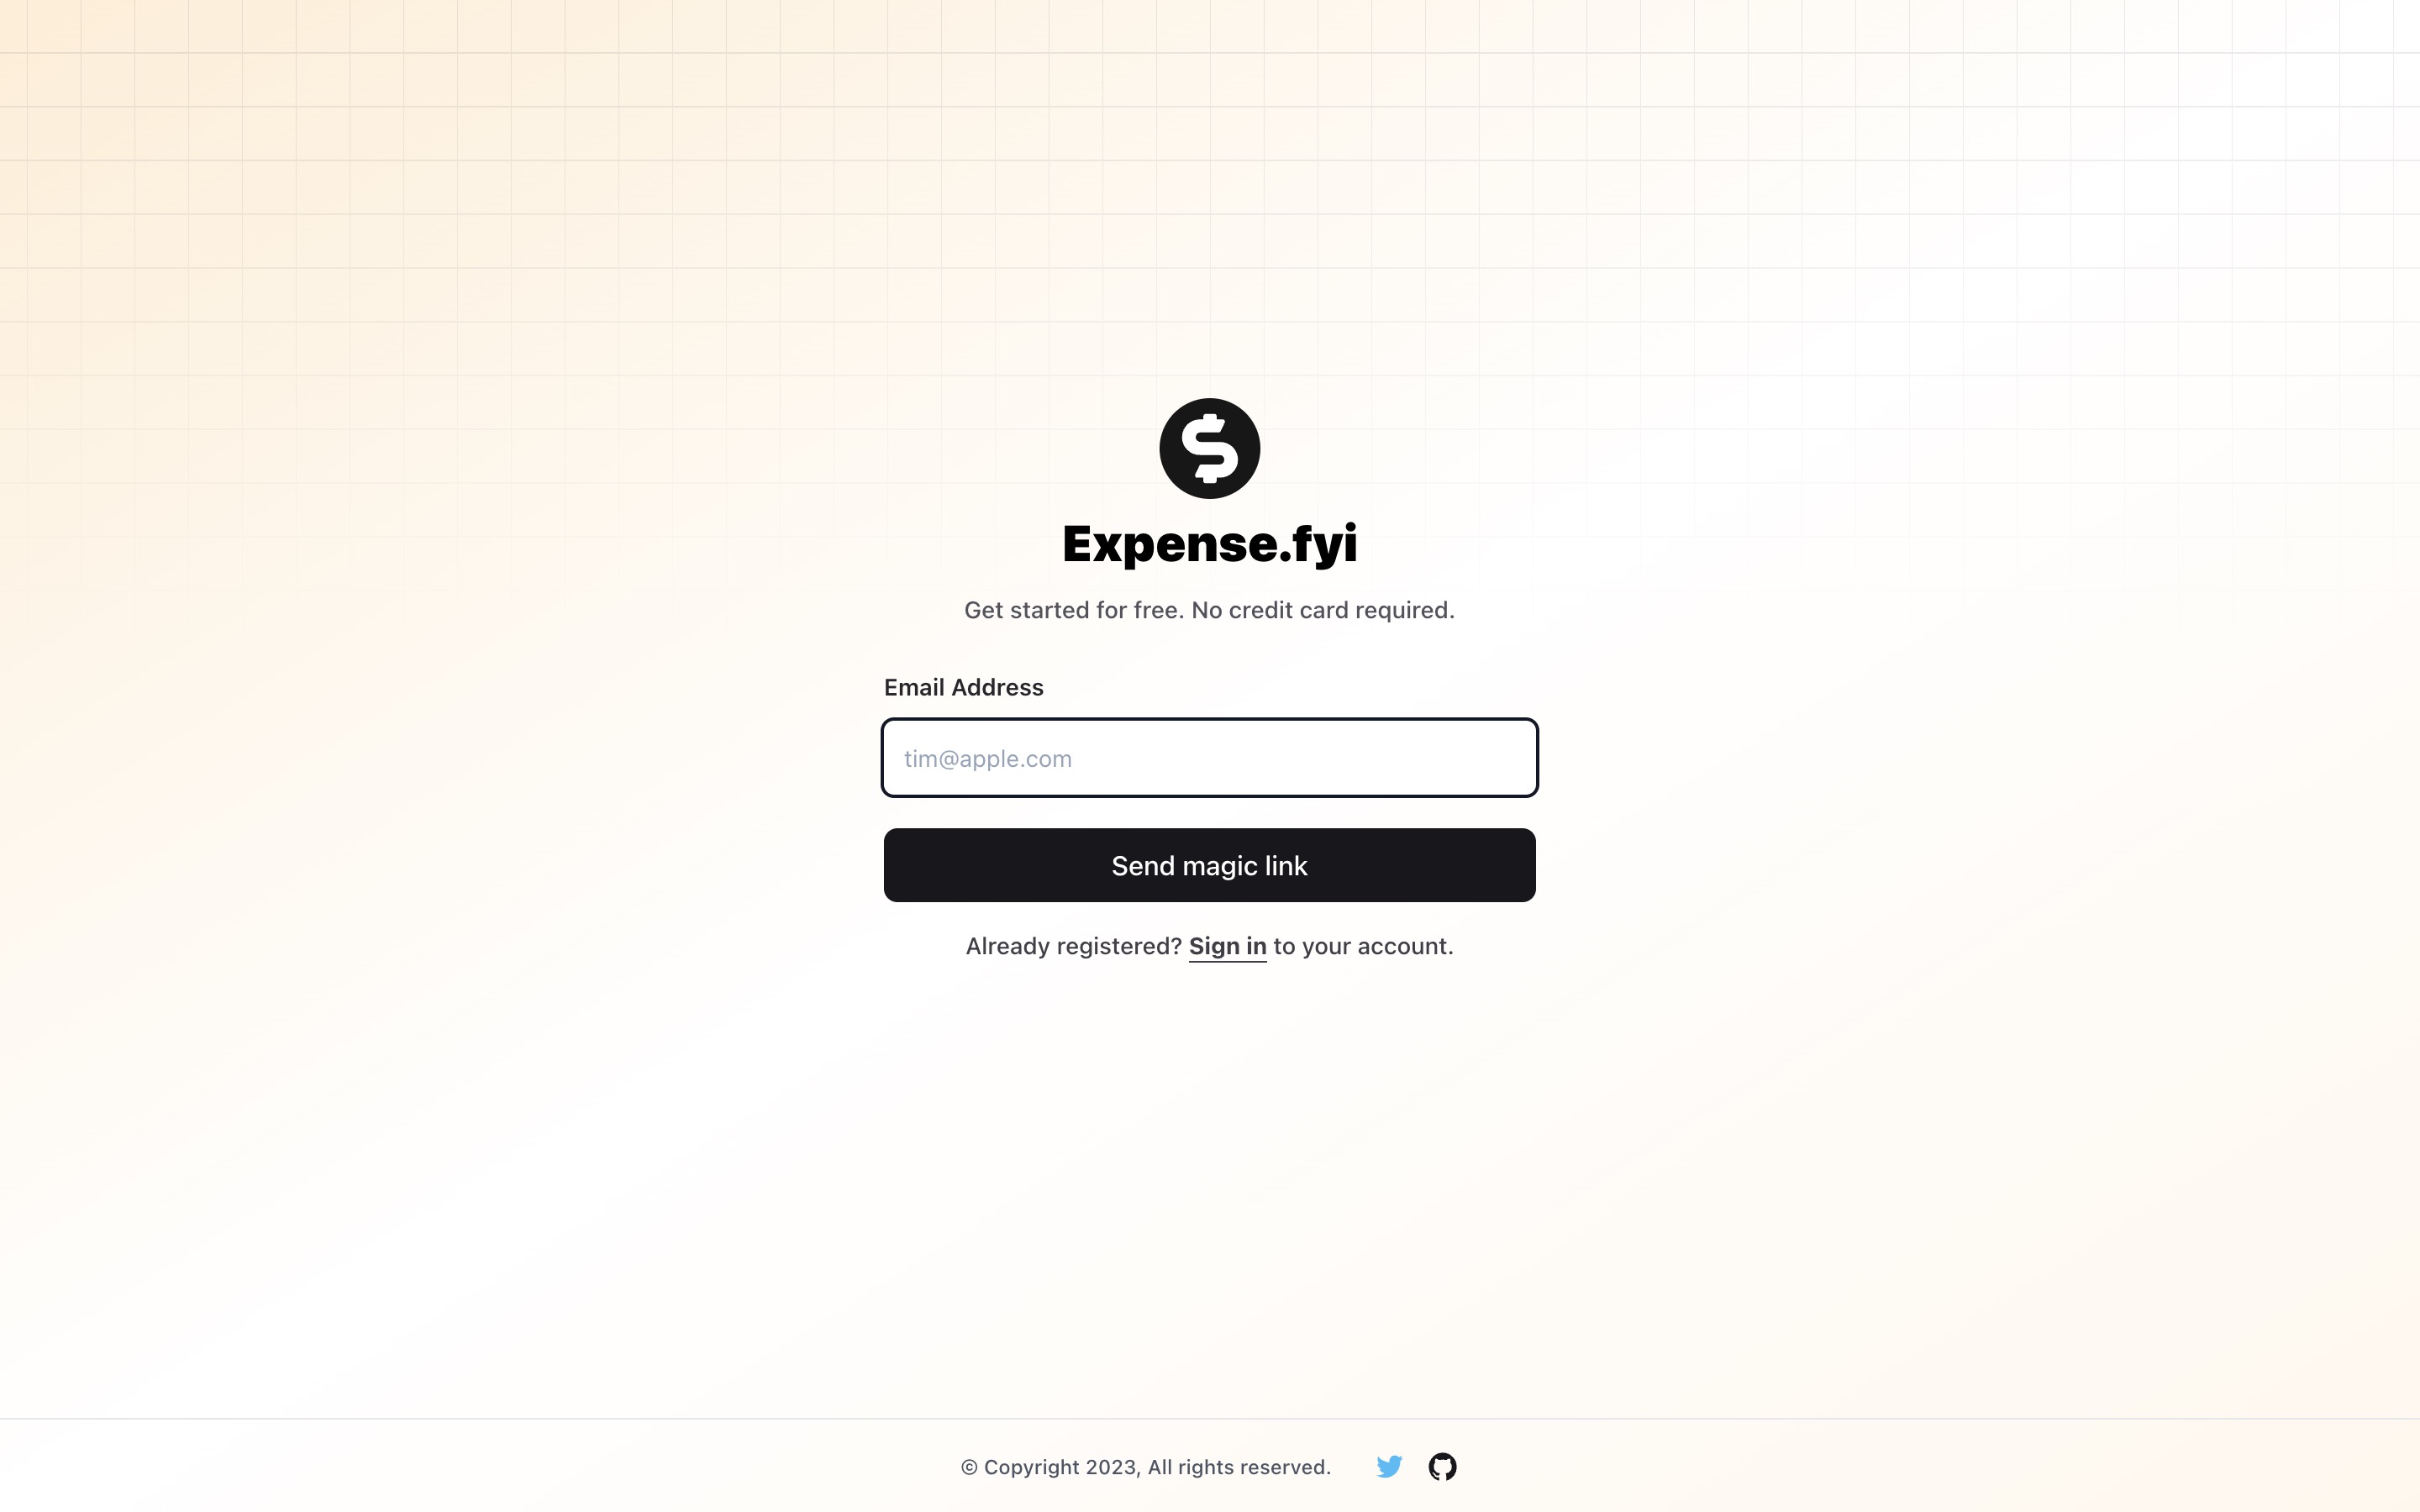 Expense.fyi
Get started for free. No credit card required.
Email Address
tim@apple.com
Send magic link
Already registered? Sign in to your account.
© Copyright 2023, All rights reserved.